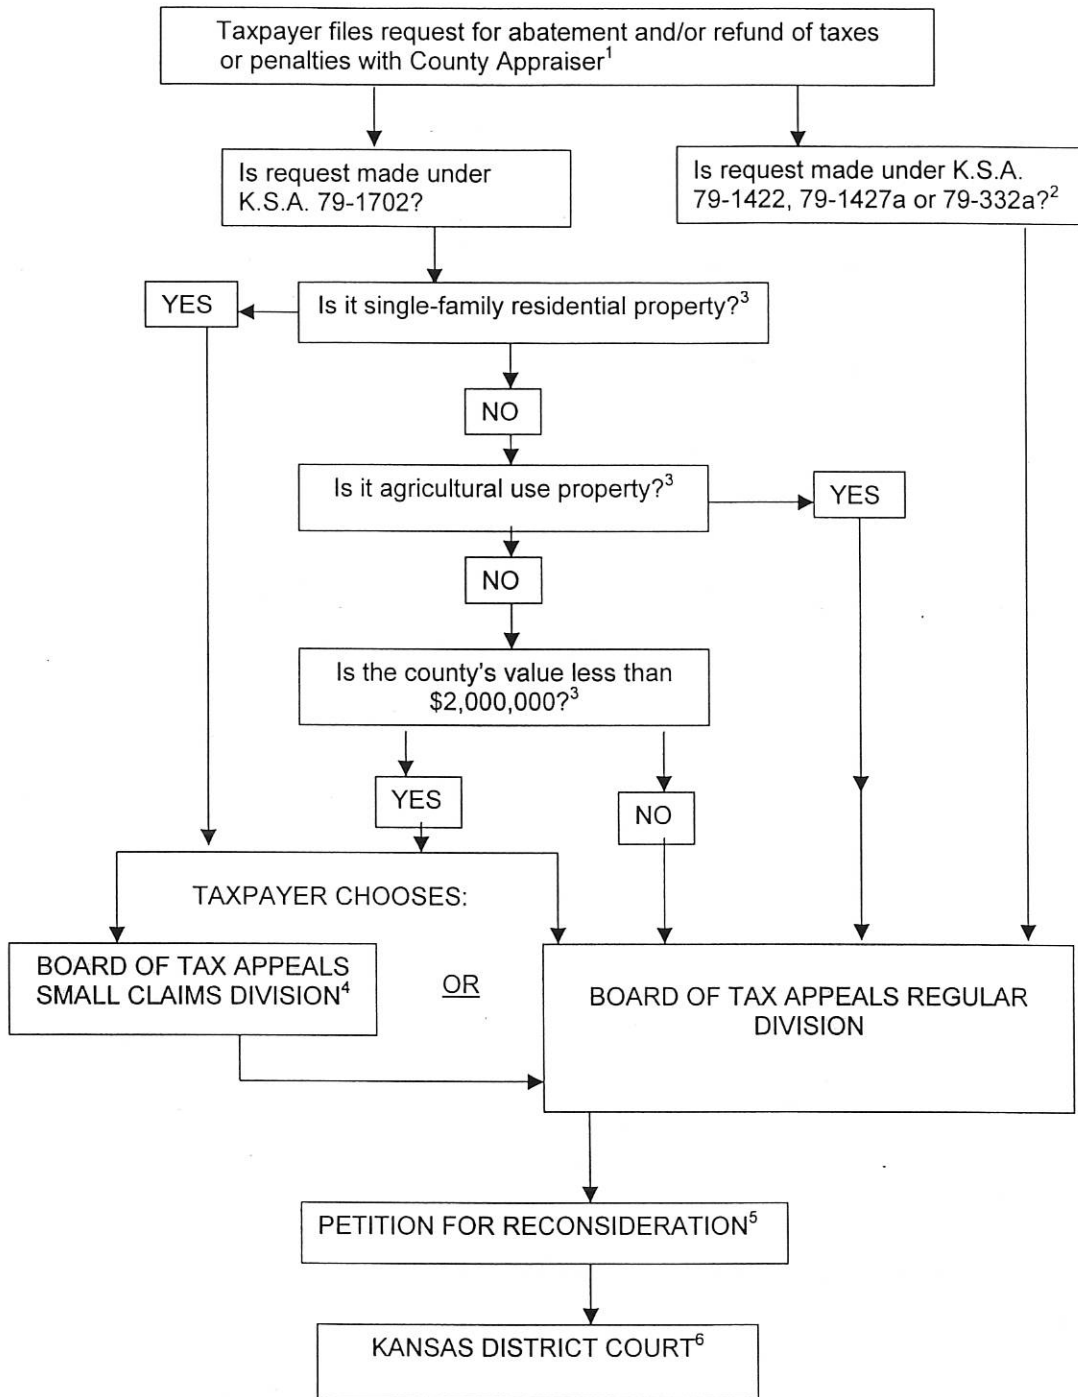 Taxpayer files request for abatement and/or refund of taxes
or penalties with County Appraiser¹
Is request made under
K.S.A. 79-1702?
Is request made under K.S.A.
79-1422, 79-1427a or 79-332a?²
YES
Is it single-family residential property?³
NO
Is it agricultural use property?³
YES
NO
Is the county's value less than
$2,000,000?³
YES
NO
TAXPAYER CHOOSES:
BOARD OF TAX APPEALS
SMALL CLAIMS DIVISION⁴
OR
BOARD OF TAX APPEALS REGULAR
DIVISION
PETITION FOR RECONSIDERATION⁵
KANSAS DISTRICT COURT⁶